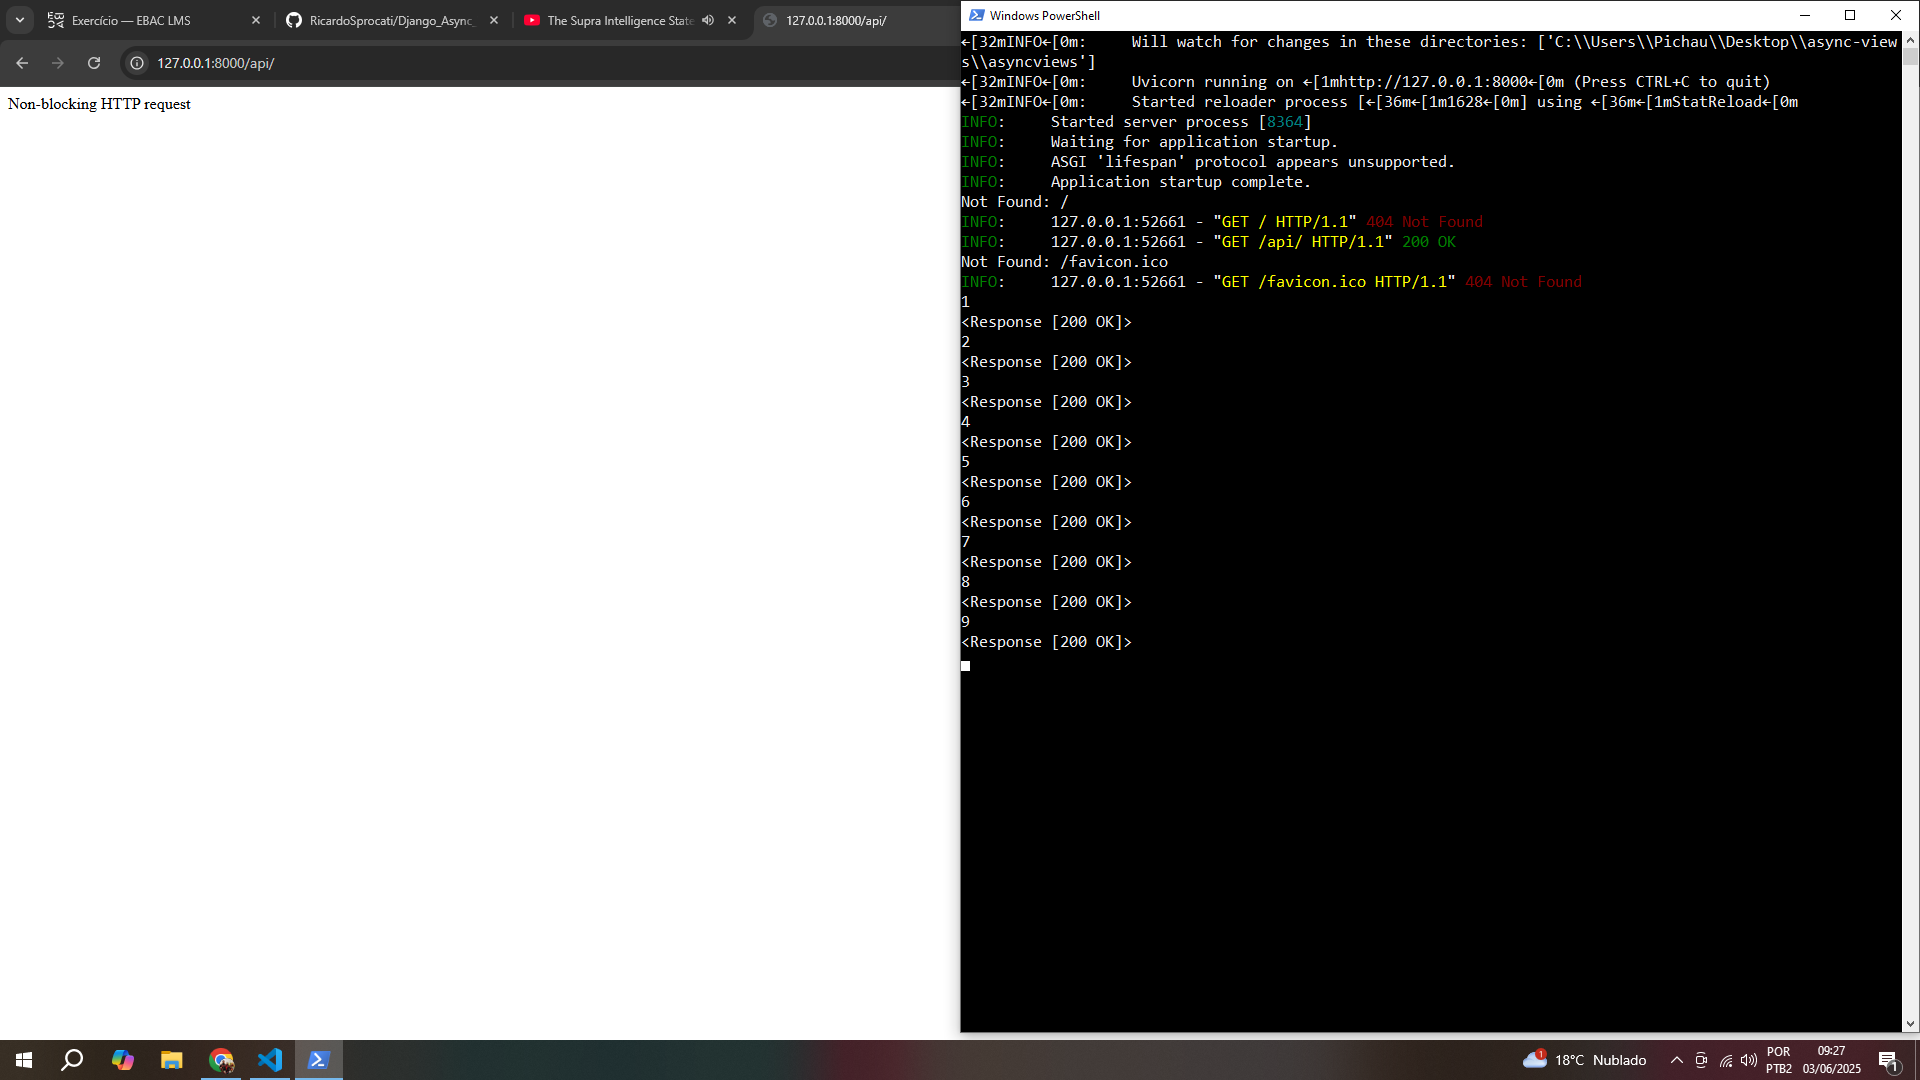 Exercício — EBAC LMS
RicardoSprocati/Django_Async_
The Supra Intelligence State
127.0.0.1:8000/api/
127.0.0.1:8000/api/
Non-blocking HTTP request
Windows PowerShell
←[32mINFO←[0m:     Will watch for changes in these directories: ['C:\\Users\\Pichau\\Desktop\\async-view
s\\asyncviews']
←[32mINFO←[0m:     Uvicorn running on ←[1mhttp://127.0.0.1:8000←[0m (Press CTRL+C to quit)
←[32mINFO←[0m:     Started reloader process [←[36m←[1m1628←[0m] using ←[36m←[1mStatReload←[0m
INFO:     Started server process [8364]
INFO:     Waiting for application startup.
INFO:     ASGI 'lifespan' protocol appears unsupported.
INFO:     Application startup complete.
Not Found: /
INFO:     127.0.0.1:52661 - "GET / HTTP/1.1" 404 Not Found
INFO:     127.0.0.1:52661 - "GET /api/ HTTP/1.1" 200 OK
Not Found: /favicon.ico
INFO:     127.0.0.1:52661 - "GET /favicon.ico HTTP/1.1" 404 Not Found
1
<Response [200 OK]>
2
<Response [200 OK]>
3
<Response [200 OK]>
4
<Response [200 OK]>
5
<Response [200 OK]>
6
<Response [200 OK]>
7
<Response [200 OK]>
8
<Response [200 OK]>
9
<Response [200 OK]>
1
18°C Nublado
POR
PTB2
09:27
03/06/2025
1